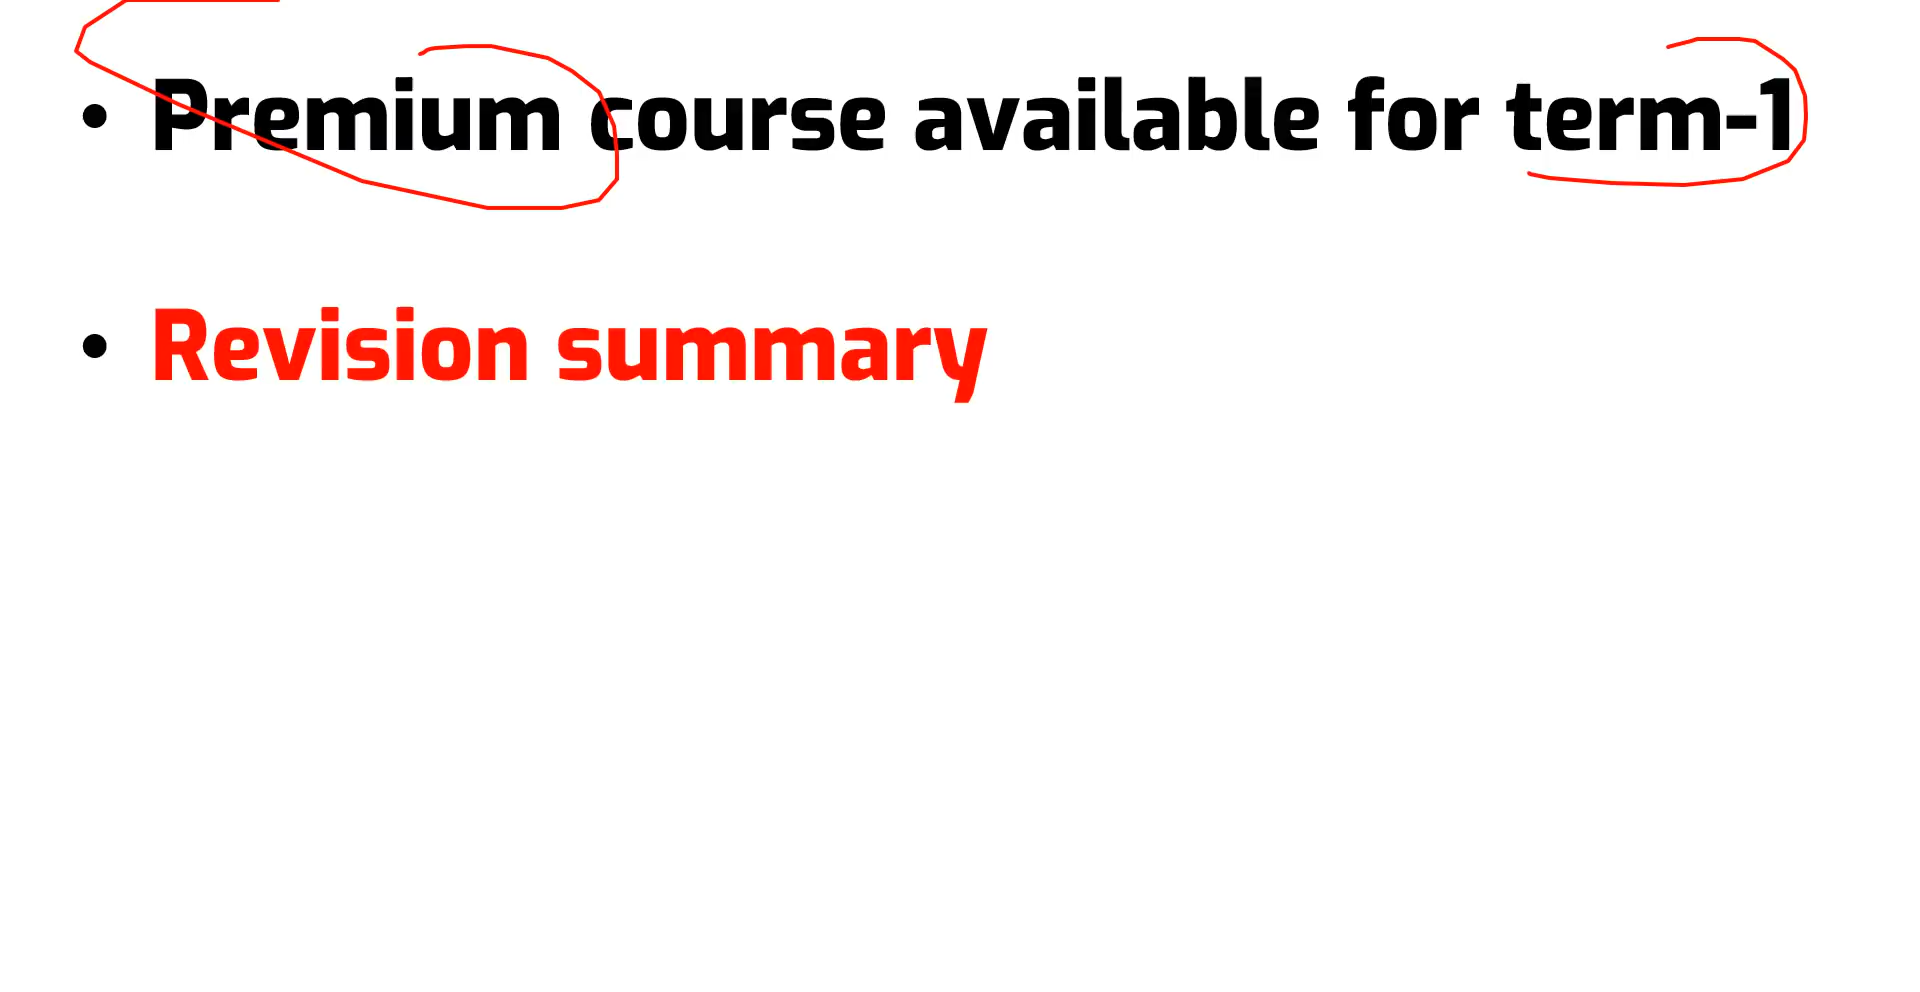 • Premium course available for term-1
• Revision summary